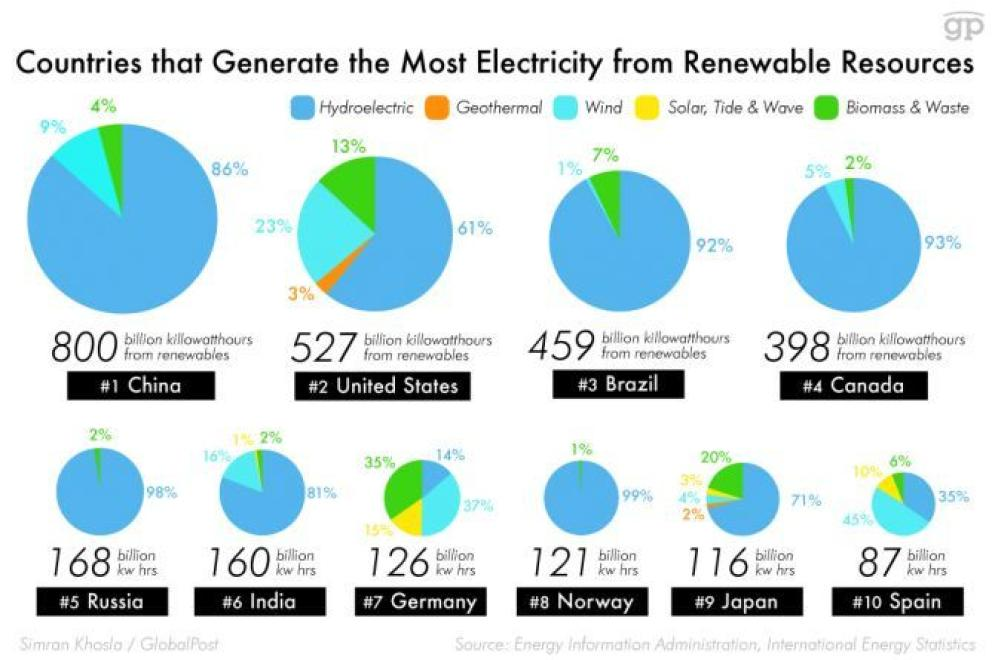 gp
Countries that Generate the Most Electricity from Renewable Resources
Hydroelectric Geothermal Wind Solar, Tide & Wave Biomass & Waste
4%
9%
86%
13%
23%
61%
3%
7%
1%
92%
2%
5%
93%
800 billion killowatthours
from renewables
#1 China
527 billion killowatthours
from renewables
#2 United States
459 billion killowatthours
from renewables
#3 Brazil
398 billion killowatthours
from renewables
#4 Canada
2%
98%
1% 2%
16%
81%
35% 14%
37%
15%
1%
99%
20%
3%
4%
2%
71%
6%
10%
35%
45%
168 billion
kw hrs
#5 Russia
160 billion
kw hrs
#6 India
126 billion
kw hrs
#7 Germany
121 billion
kw hrs
#8 Norway
116 billion
kw hrs
#9 Japan
87 billion
kw hrs
#10 Spain
Simran Khosla / GlobalPost
Source: Energy Information Administration, International Energy Statistics